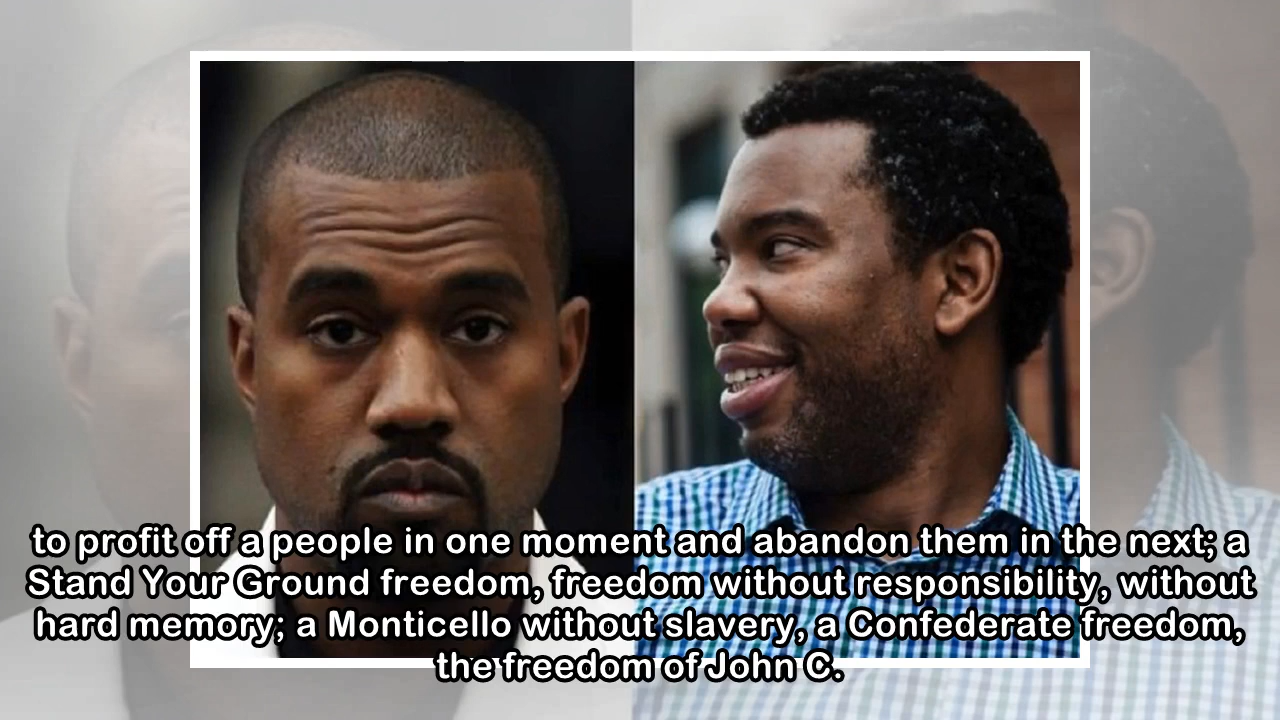 to profit off a people in one moment and abandon them in the next; a
Stand Your Ground freedom, freedom without responsibility, without
hard memory; a Monticello without slavery, a Confederate freedom,
the freedom of John C.